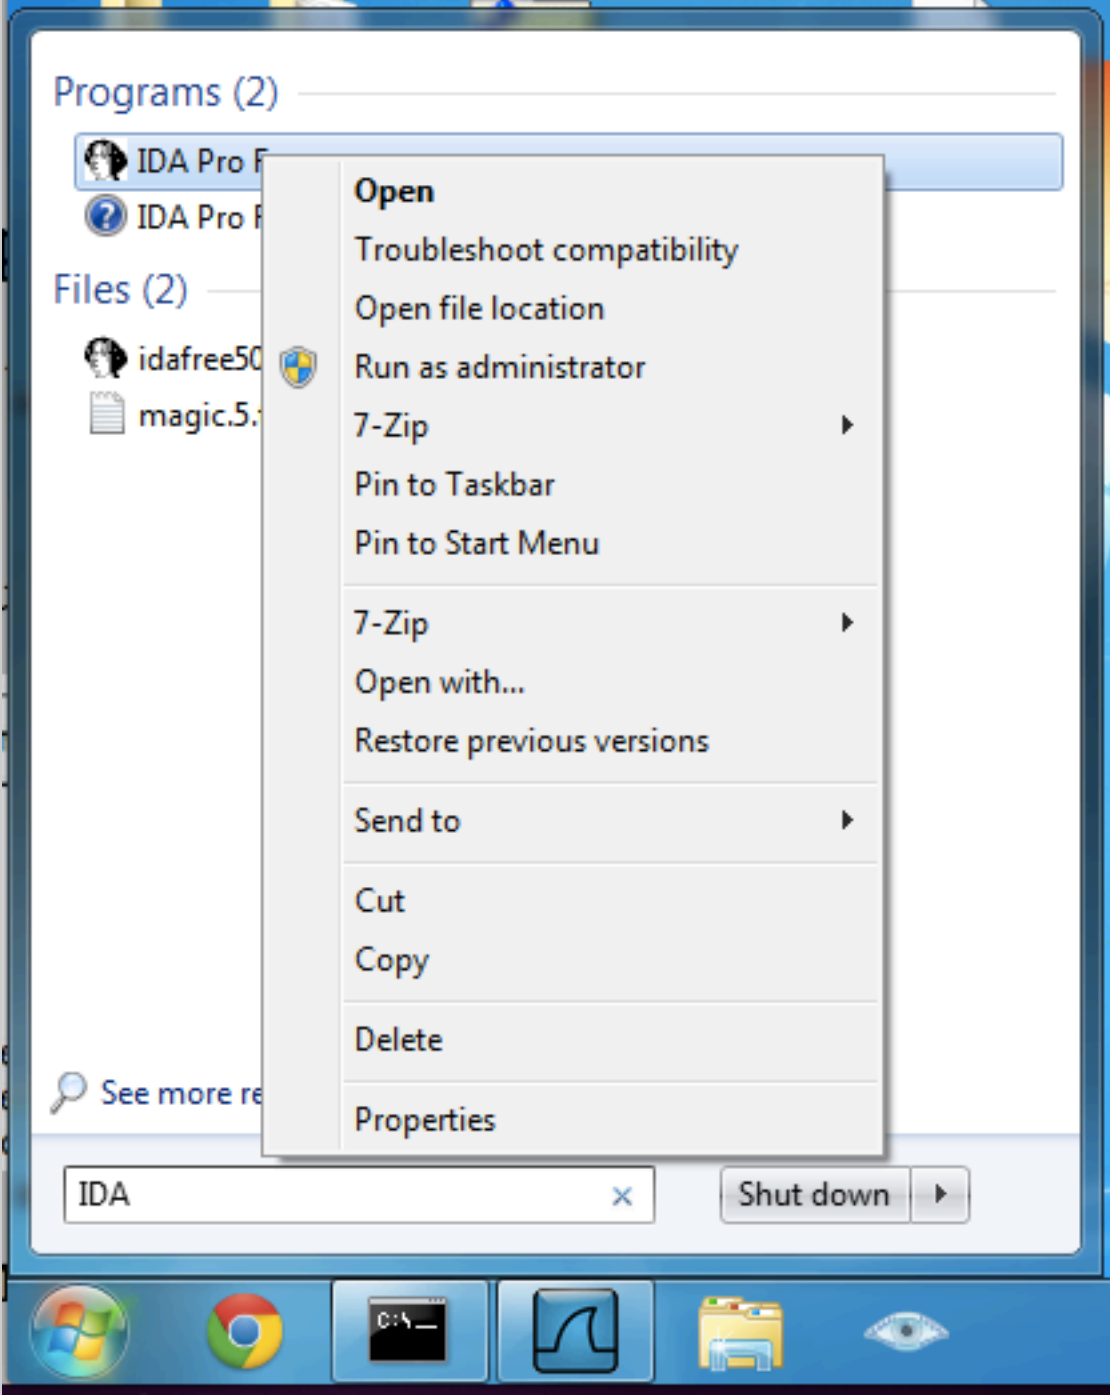 Programs (2)
IDA Pro
IDA Pro
Files (2)
idafree50
magic.5.
See more
Open
Troubleshoot compatibility
Open file location
Run as administrator
7-Zip
Pin to Taskbar
Pin to Start Menu
7-Zip
Open with...
Restore previous versions
Send to
Cut
Copy
Delete
Properties
IDA
Shut down
C:\_